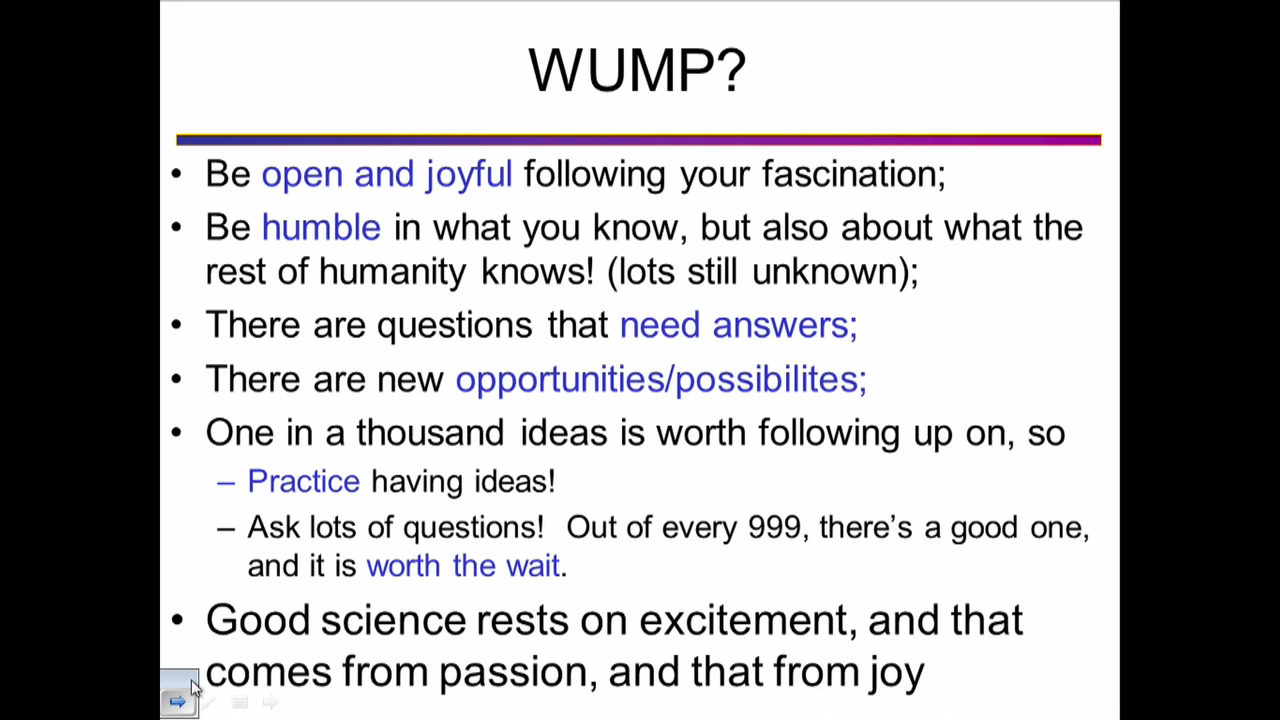 WUMP?
• Be open and joyful following your fascination;
• Be humble in what you know, but also about what the
rest of humanity knows! (lots still unknown);
• There are questions that need answers;
• There are new opportunities/possibilites;
• One in a thousand ideas is worth following up on, so
– Practice having ideas!
– Ask lots of questions!  Out of every 999, there’s a good one,
and it is worth the wait.
• Good science rests on excitement, and that
comes from passion, and that from joy